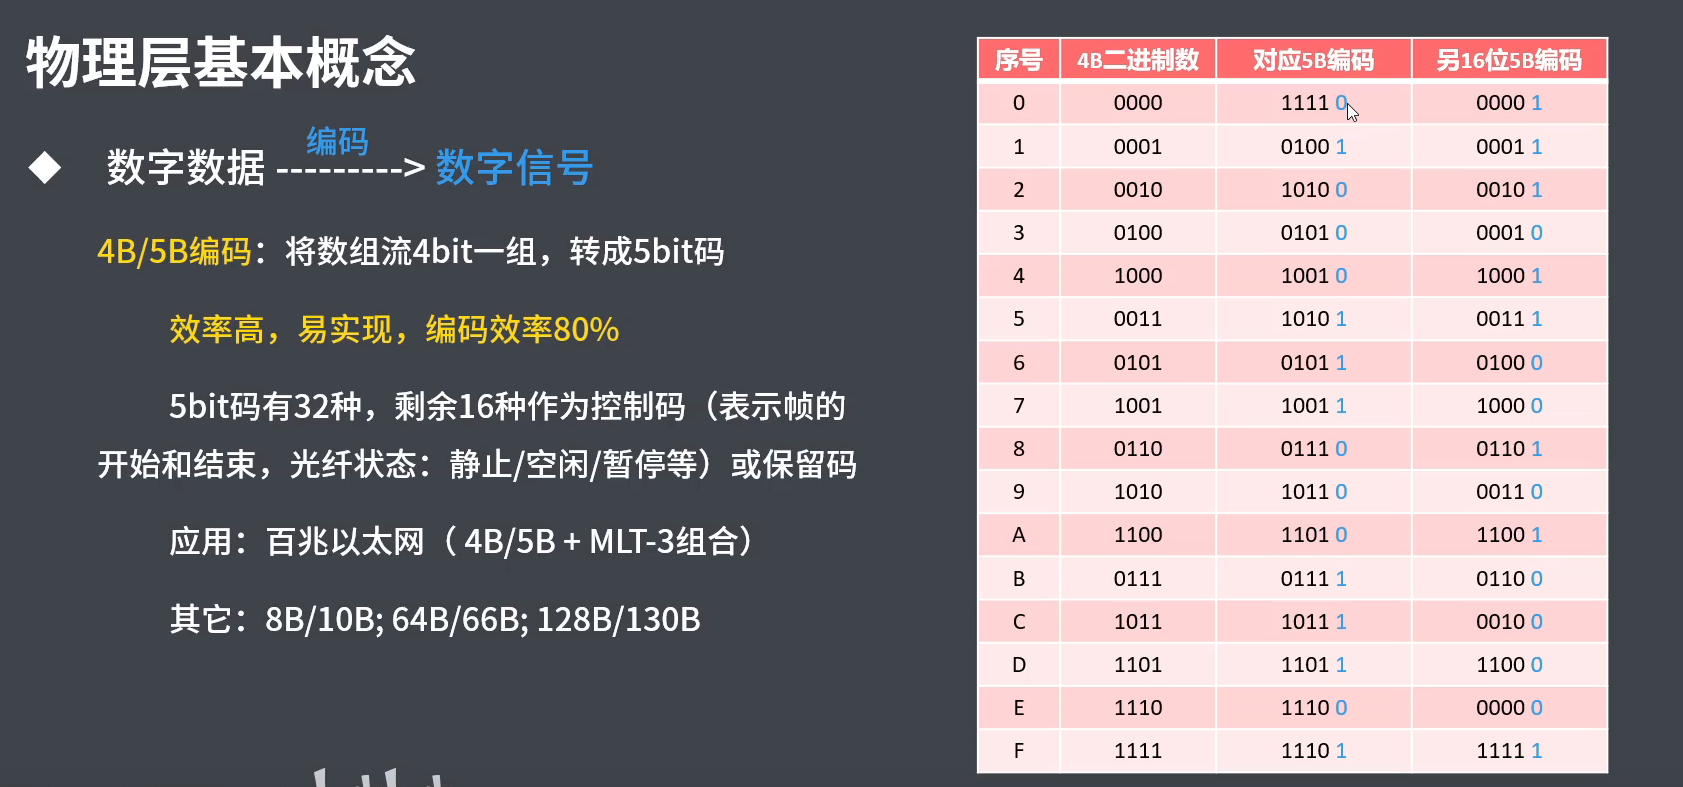 物理层基本概念
编码
◆ 数字数据 ---------> 数字信号
4B/5B编码：将数组流4bit一组，转成5bit码
效率高，易实现，编码效率80%
5bit码有32种，剩余16种作为控制码（表示帧的
开始和结束，光纤状态：静止/空闲/暂停等）或保留码
应用：百兆以太网（ 4B/5B + MLT-3组合）
其它：8B/10B; 64B/66B; 128B/130B
序号 4B二进制数 对应5B编码 另16位5B编码
0 0000 1111 0 0000 1
1 0001 0100 1 0001 1
2 0010 1010 0 0010 1
3 0100 0101 0 0001 0
4 1000 1001 0 1000 1
5 0011 1010 1 0011 1
6 0101 0101 1 0100 0
7 1001 1001 1 1000 0
8 0110 0111 0 0110 1
9 1010 1011 0 0011 0
A 1100 1101 0 1100 1
B 0111 0111 1 0110 0
C 1011 1011 1 0010 0
D 1101 1101 1 1100 0
E 1110 1110 0 0000 0
F 1111 1110 1 1111 1